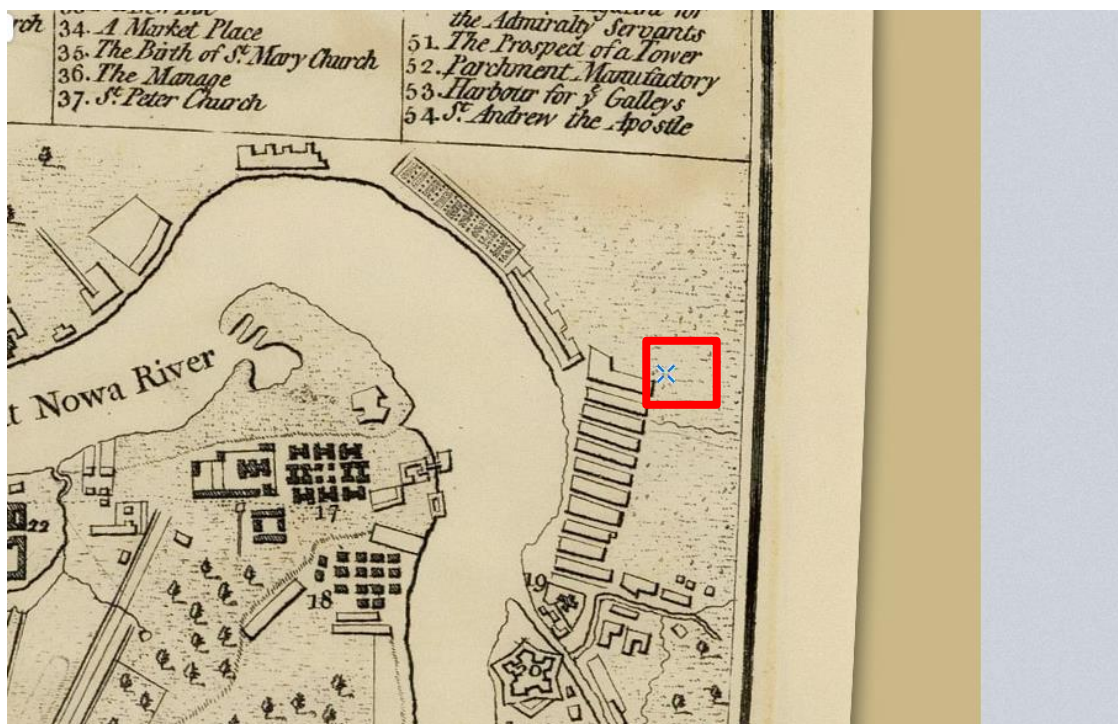 34. A Market Place
35. The Birth of St. Mary Church
36. The Manage
37. St. Peter Church
the Admiralty Servants
51. The Prospect of a Tower
52. Parchment Manufactory
53. Harbour for ye Galleys
54. St. Andrew the Apostle
Nowa River
17
22
18
19